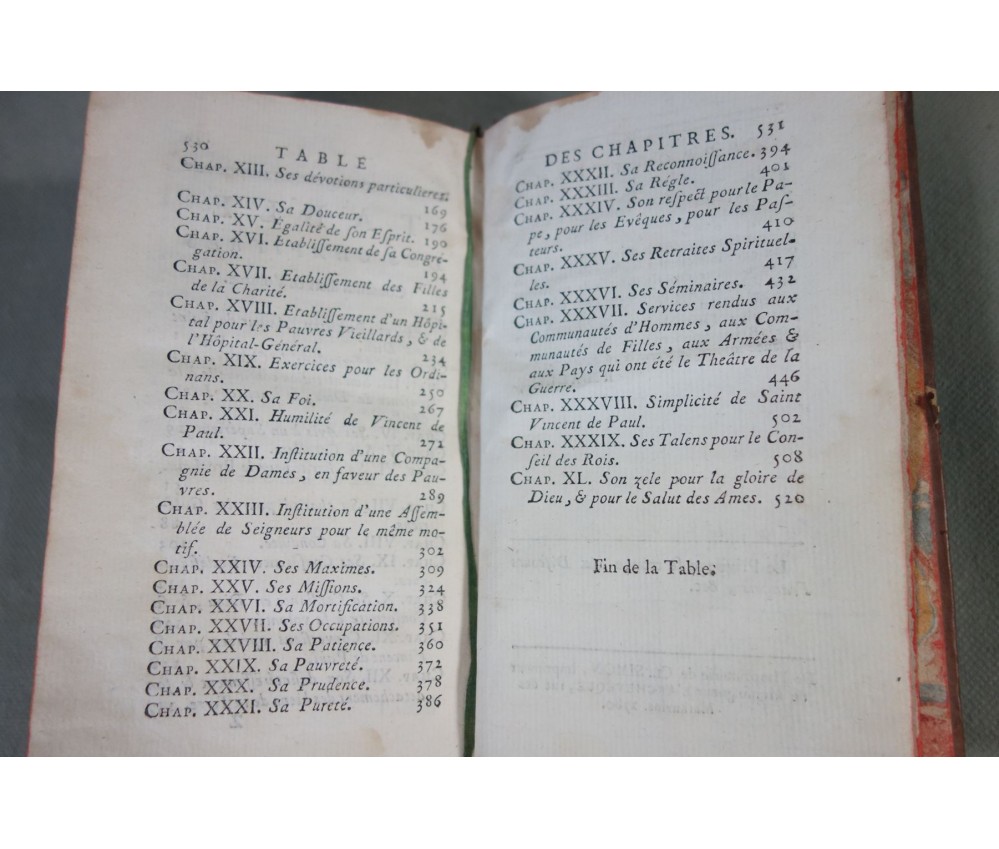 530 TABLE
CHAP. XIII. Ses dévotions particulieres.
169
CHAP. XIV. Sa Douceur. 176
CHAP. XV. Egalité de son Esprit. 190
CHAP. XVI. Etablissement de sa Congre-
gation. 194
CHAP. XVII. Etablissement des Filles
de la Charité. 215
CHAP. XVIII. Etablissement d'un Hôpi-
tal pour les Pauvres Vieillards, & de
l'Hôpital-Général. 234
CHAP. XIX. Exercices pour les Ordi-
nans. 250
CHAP. XX. Sa Foi. 267
CHAP. XXI. Humilité de Vincent de
Paul. 271
CHAP. XXII. Institution d'une Compa-
gnie de Dames, en faveur des Pau-
vres. 289
CHAP. XXIII. Institution d'une Assem-
blée de Seigneurs pour le même mo-
tif. 302
CHAP. XXIV. Ses Maximes. 309
CHAP. XXV. Ses Missions. 324
CHAP. XXVI. Sa Mortification. 338
CHAP. XXVII. Ses Occupations. 351
CHAP. XXVIII. Sa Patience. 360
CHAP. XXIX. Sa Pauvreté. 372
CHAP. XXX. Sa Prudence. 378
CHAP. XXXI. Sa Pureté. 386
DES CHAPITRES. 531
CHAP. XXXII. Sa Reconnoissance. 394
CHAP. XXXIII. Sa Régle. 401
CHAP. XXXIV. Son respect pour le Pa-
pe, pour les Evêques, pour les Pas-
teurs. 410
CHAP. XXXV. Ses Retraites Spirituel-
les. 417
CHAP. XXXVI. Ses Séminaires. 432
CHAP. XXXVII. Services rendus aux
Communautés d'Hommes, aux Com-
munautés de Filles, aux Armées &
aux Pays qui ont été le Theâtre de la
Guerre. 446
CHAP. XXXVIII. Simplicité de Saint
Vincent de Paul. 502
CHAP. XXXIX. Ses Talens pour le Con-
seil des Rois. 508
CHAP. XL. Son zele pour la gloire de
Dieu, & pour le Salut des Ames. 520
Fin de la Table.